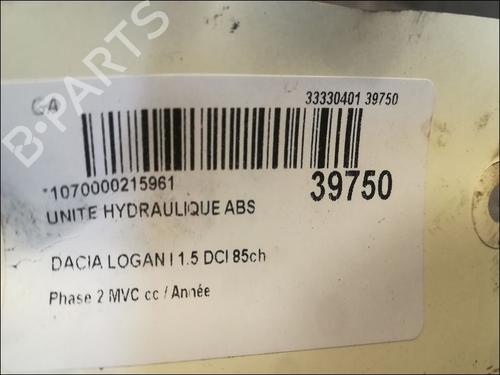 B-PARTS
GA
33330401 39750
*1070000215961
39750
UNITE HYDRAULIQUE ABS
DACIA LOGAN I 1.5 DCI 85ch
Phase 2 MVC cc / Année